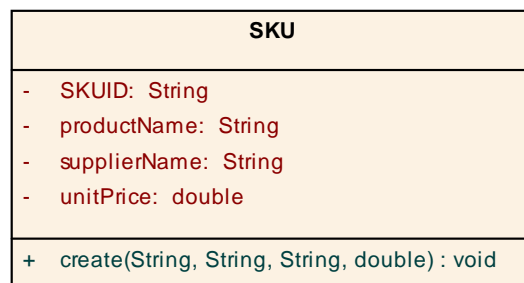 SKU
- SKUID: String
- productName: String
- supplierName: String
- unitPrice: double
+ create(String, String, String, double) : void